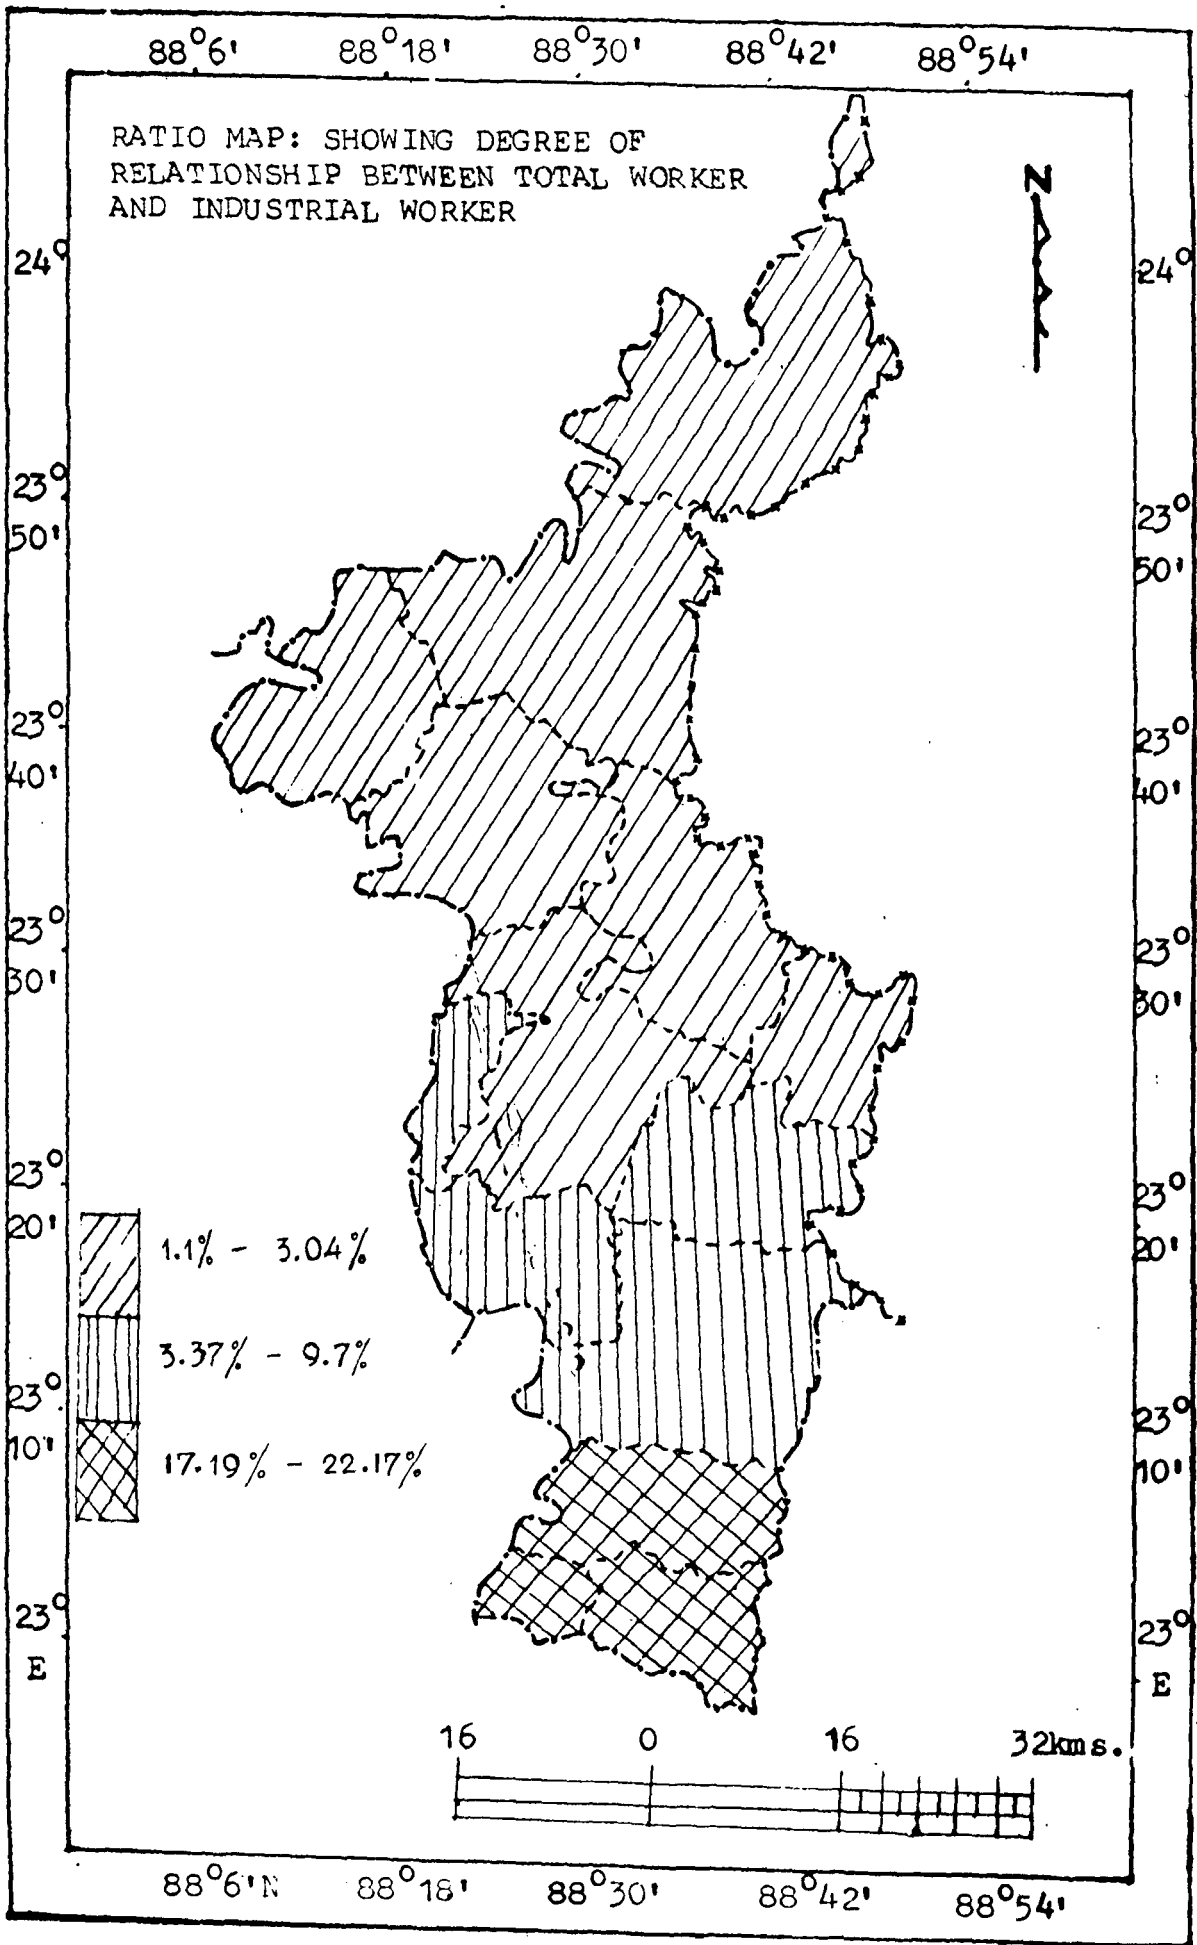 88°6' 88°18' 88°30' 88°42' 88°54'
RATIO MAP: SHOWING DEGREE OF
RELATIONSHIP BETWEEN TOTAL WORKER
AND INDUSTRIAL WORKER
N
24° 24°
23° 23°
50' 50'
23° 23°
40' 40'
23° 23°
30' 30'
23° 23°
20' 20'
1.1% - 3.04%
3.37% - 9.7%
23° 23°
10' 10'
17.19% - 22.17%
23° 23°
E E
16 0 16 32kms.
88°6'N 88°18' 88°30' 88°42' 88°54'